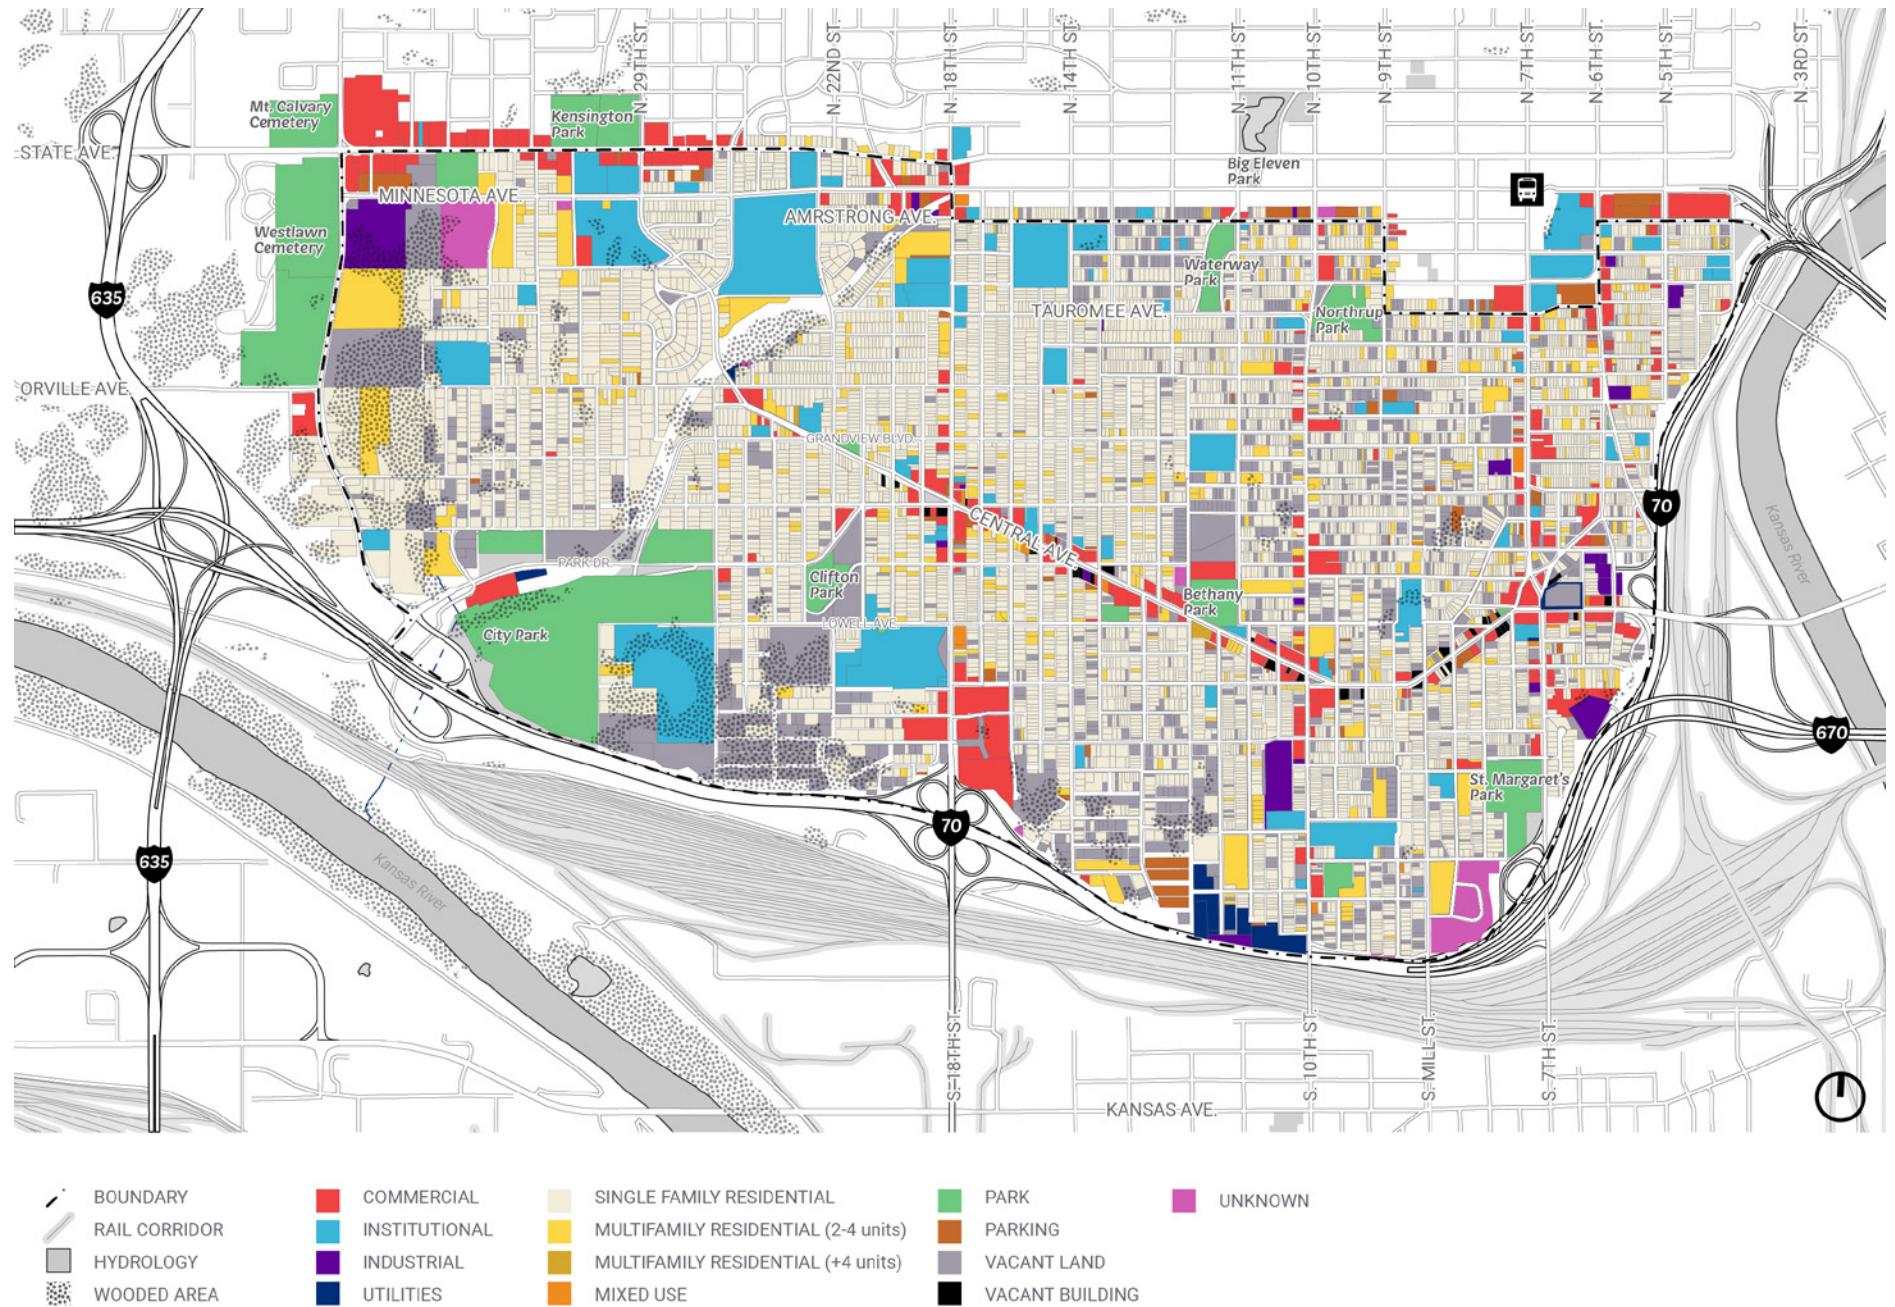 N. 29TH ST.
N. 22ND ST.
N. 18TH ST.
N. 14TH ST.
N. 11TH ST.
N. 10TH ST.
N. 9TH ST.
N. 7TH ST.
N. 6TH ST.
N. 5TH ST.
N. 3RD ST.
Mt. Calvary
Cemetery
Kensington
Park
STATE AVE.
Big Eleven
Park
MINNESOTA AVE.
AMRSTRONG AVE.
Westlawn
Cemetery
Waterway
Park
635
TAUROMEE AVE.
Northrup
Park
ORVILLE AVE.
GRANDVIEW BLVD.
CENTRAL AVE.
70
Kansas River
PARK DR.
Clifton
Park
Bethany
Park
LOWELL AVE.
City Park
670
St. Margaret's
Park
70
635
Kansas River
S. 18TH ST.
S. 10TH ST.
S. MILL ST.
S. 7TH ST.
KANSAS AVE.
BOUNDARY
RAIL CORRIDOR
HYDROLOGY
WOODED AREA
COMMERCIAL
INSTITUTIONAL
INDUSTRIAL
UTILITIES
SINGLE FAMILY RESIDENTIAL
MULTIFAMILY RESIDENTIAL (2-4 units)
MULTIFAMILY RESIDENTIAL (+4 units)
MIXED USE
PARK
PARKING
VACANT LAND
VACANT BUILDING
UNKNOWN